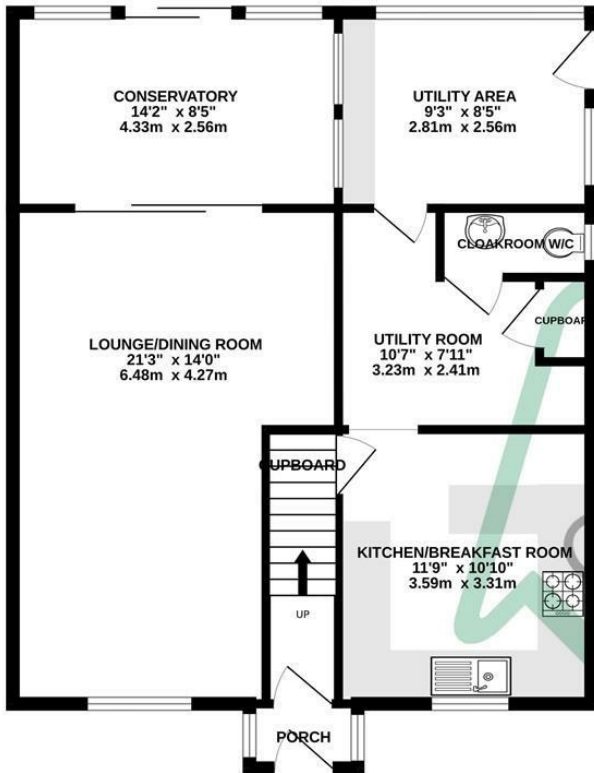 CONSERVATORY
14'2" x 8'5"
4.33m x 2.56m
UTILITY AREA
9'3" x 8'5"
2.81m x 2.56m
CLOAKROOM W/C
CUPBOAR
LOUNGE/DINING ROOM
21'3" x 14'0"
6.48m x 4.27m
UTILITY ROOM
10'7" x 7'11"
3.23m x 2.41m
CUPBOARD
KITCHEN/BREAKFAST ROOM
11'9" x 10'10"
3.59m x 3.31m
UP
PORCH